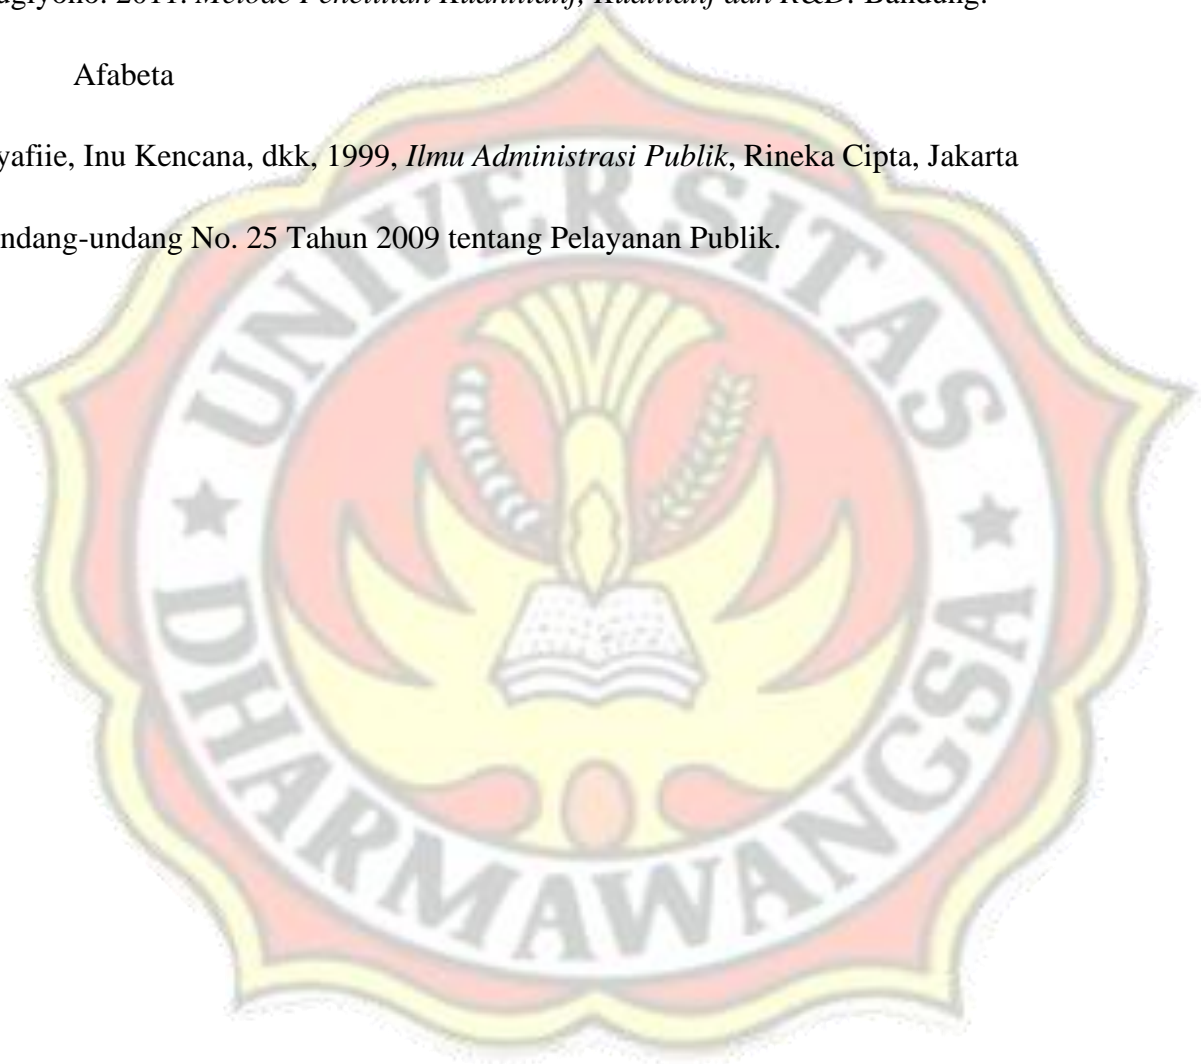 ugiyono. 2011. Metode Penelitian Kuantitatif, Kualitatif dan R&D. Bandung:
Afabeta
yafiie, Inu Kencana, dkk, 1999, Ilmu Administrasi Publik, Rineka Cipta, Jakarta
ndang-undang No. 25 Tahun 2009 tentang Pelayanan Publik.
UNIVERSITAS
DHARMAWANGSA